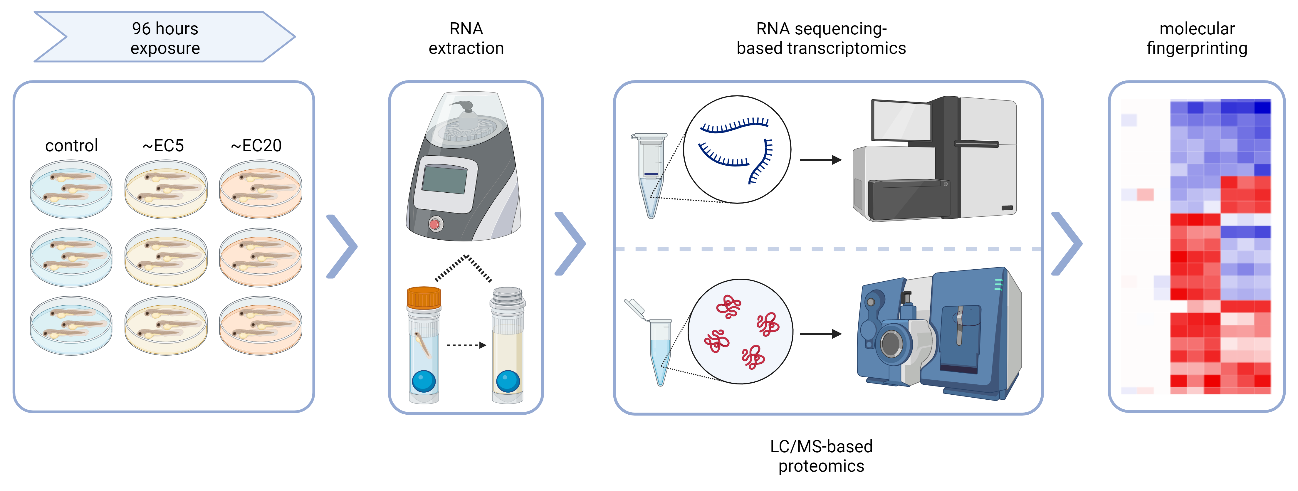 96 hours
exposure
RNA
extraction
RNA sequencing-
based transcriptomics
molecular
fingerprinting
control
~EC5
~EC20
LC/MS-based
proteomics